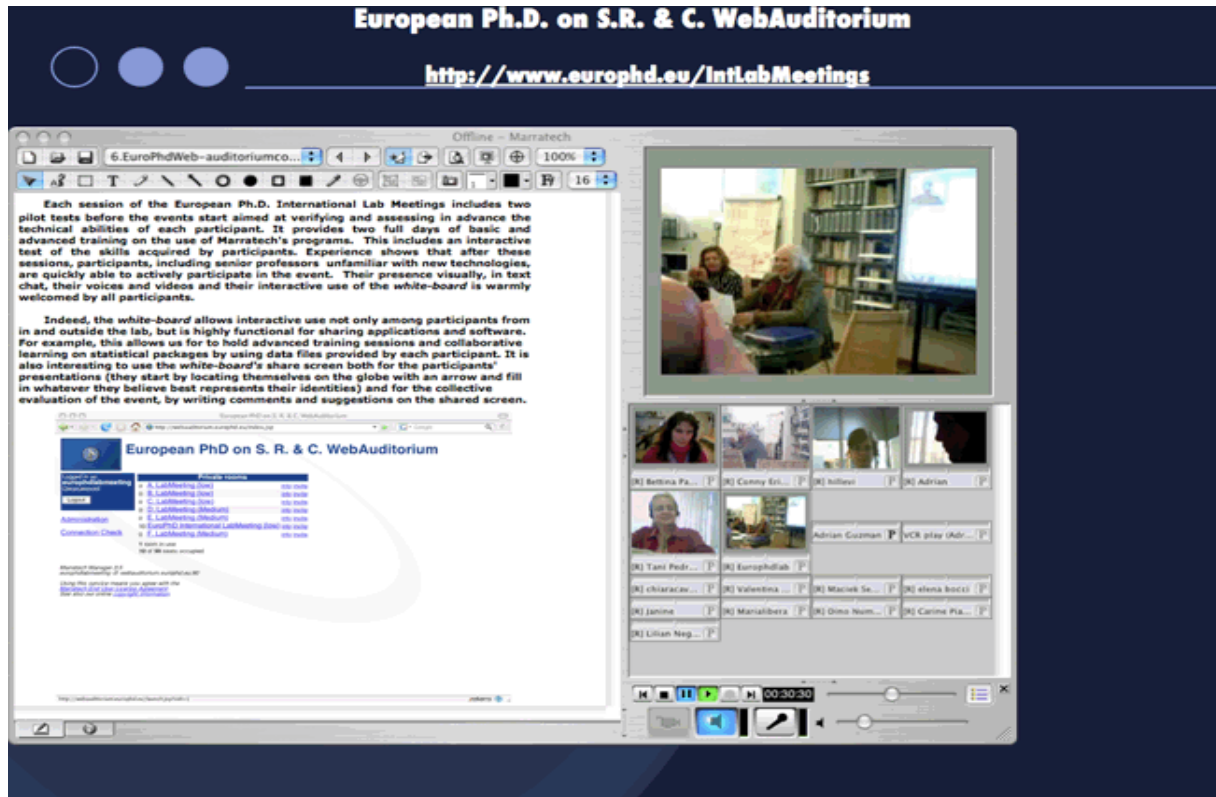 European Ph.D. on S.R. & C. WebAuditorium
http://www.europhd.eu/IntLabMeetings
Offline – Marratech
6.EuroPhdWeb-auditoriumco...
100%
T
16
Each session of the European Ph.D. International Lab Meetings includes two
pilot tests before the events start aimed at verifying and assessing in advance the
technical abilities of each participant. It provides two full days of basic and
advanced training on the use of Marratech's programs. This includes an interactive
test of the skills acquired by participants. Experience shows that after these
sessions, participants, including senior professors unfamiliar with new technologies,
are quickly able to actively participate in the event. Their presence visually, in text
chat, their voices and videos and their interactive use of the white-board is warmly
welcomed by all participants.
Indeed, the white-board allows interactive use not only among participants from
in and outside the lab, but is highly functional for sharing applications and software.
For example, this allows us for to hold advanced training sessions and collaborative
learning on statistical packages by using data files provided by each participant. It is
also interesting to use the white-board's share screen both for the participants'
presentations (they start by locating themselves on the globe with an arrow and fill
in whatever they believe best represents their identities) and for the collective
evaluation of the event, by writing comments and suggestions on the shared screen.
European PhD on S. R. & C. WebAuditorium
European PhD on S. R. & C. WebAuditorium
Logged in as
europhdlabmeeting
Logout
Administration
Connection Check
Private rooms
A. LabMeeting (low)
B. LabMeeting (low)
C. LabMeeting (low)
D. LabMeeting (Medium)
E. LabMeeting (Medium)
EuroPhD International LabMeeting (low)
F. LabMeeting (Medium)
[R] Bettina Pa... P
[R] Conny Eri... P
[R] hillevi P
[R] Adrian P
[R] Tani Pedr... P
[R] Europhdlab P
Adrian Guzman P
VCR play (Adr... P
[R] chiaracav... P
[R] Valentina ... P
[R] Maciek Se... P
[R] elena bocci P
[R] Janine P
[R] Marialibera P
[R] Dino Num... P
[R] Carine Pia... P
[R] Lilian Neg... P
00:30:30